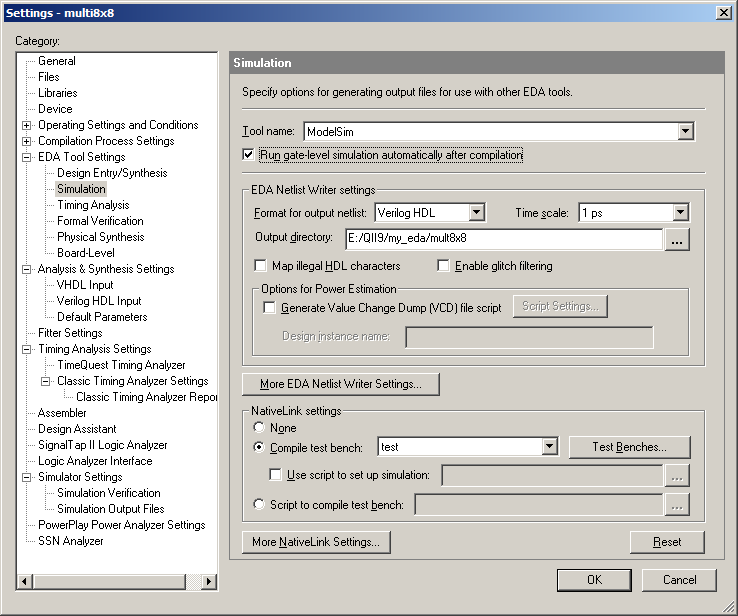 Settings - multi8x8
Category:
General
Files
Libraries
Device
Operating Settings and Conditions
Compilation Process Settings
EDA Tool Settings
Design Entry/Synthesis
Simulation
Timing Analysis
Formal Verification
Physical Synthesis
Board-Level
Analysis & Synthesis Settings
VHDL Input
Verilog HDL Input
Default Parameters
Fitter Settings
Timing Analysis Settings
TimeQuest Timing Analyzer
Classic Timing Analyzer Settings
Classic Timing Analyzer Repor
Assembler
Design Assistant
SignalTap II Logic Analyzer
Logic Analyzer Interface
Simulator Settings
Simulation Verification
Simulation Output Files
PowerPlay Power Analyzer Settings
SSN Analyzer
Simulation
Specify options for generating output files for use with other EDA tools.
Tool name: ModelSim
Run gate-level simulation automatically after compilation
EDA Netlist Writer settings
Format for output netlist: Verilog HDL Time scale: 1 ps
Output directory: E:/QII9/my_eda/mult8x8 ...
Map illegal HDL characters Enable glitch filtering
Options for Power Estimation
Generate Value Change Dump (VCD) file script Script Settings...
Design instance name:
More EDA Netlist Writer Settings...
NativeLink settings
None
Compile test bench: test Test Benches...
Use script to set up simulation: ...
Script to compile test bench: ...
More NativeLink Settings... Reset
OK Cancel